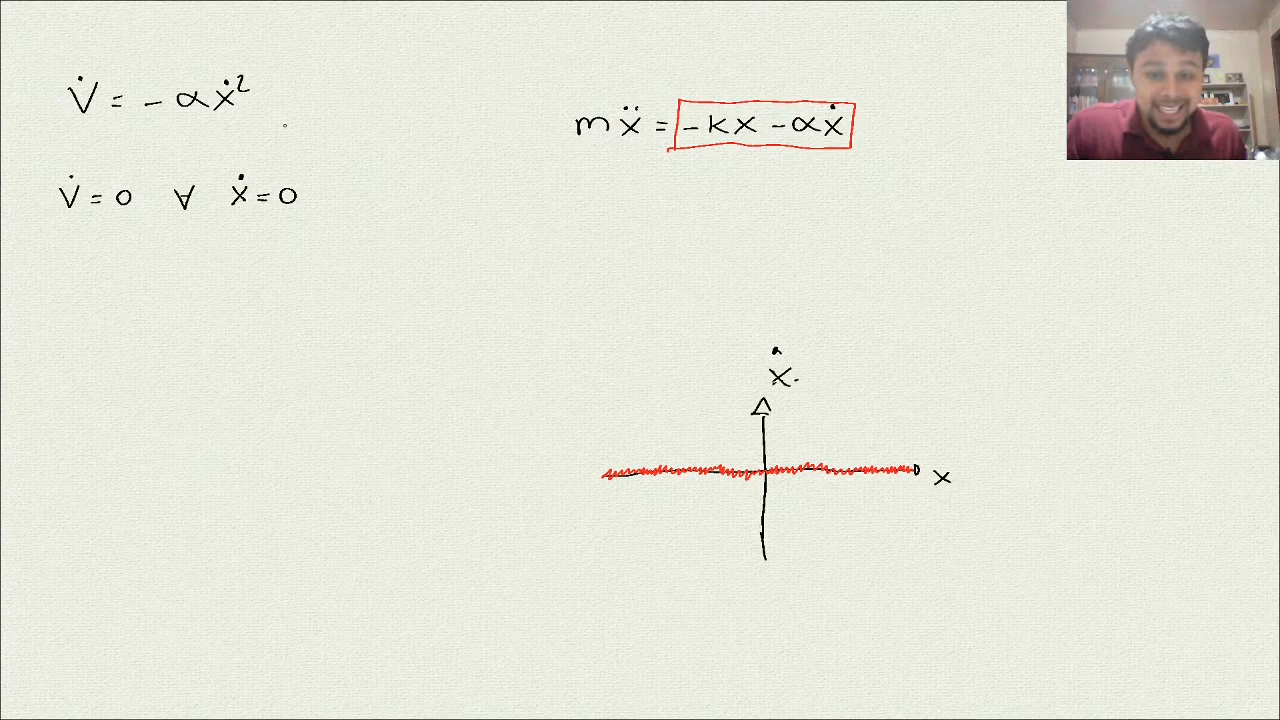 V̇ = - αẋ²
mẍ = -kx - αẋ
V̇ = 0 ∀ ẋ = 0
ẋ
x